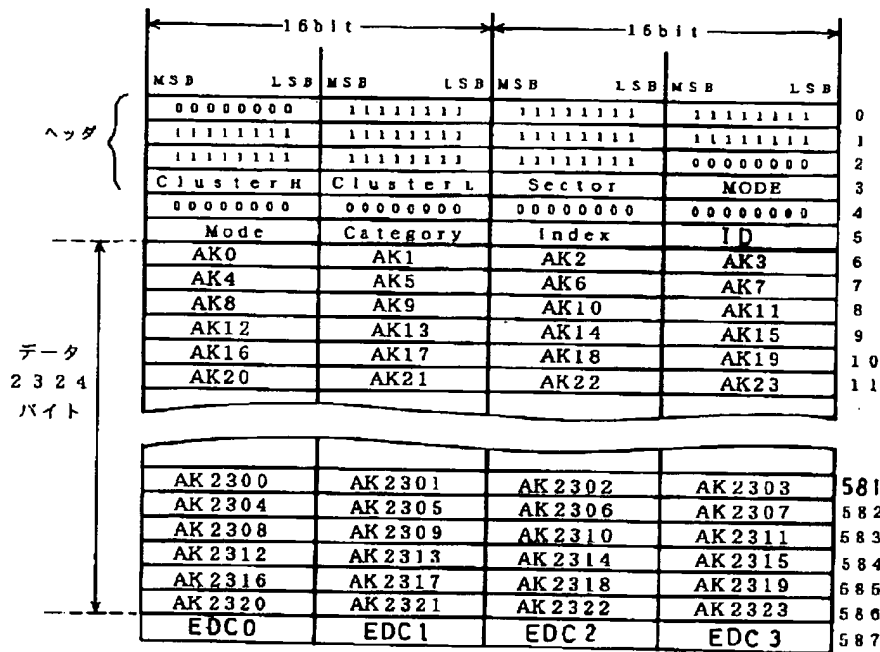 16bit 16bit
MSB LSB MSB LSB MSB LSB MSB LSB
ヘッダ
00000000 11111111 11111111 11111111 0
11111111 11111111 11111111 11111111 1
11111111 11111111 11111111 00000000 2
ClusterH ClusterL Sector MODE 3
00000000 00000000 00000000 00000000 4
Mode Category Index ID 5
AK0 AK1 AK2 AK3 6
AK4 AK5 AK6 AK7 7
AK8 AK9 AK10 AK11 8
AK12 AK13 AK14 AK15 9
AK16 AK17 AK18 AK19 10
AK20 AK21 AK22 AK23 11
データ
2324
バイト
AK2300 AK2301 AK2302 AK2303 581
AK2304 AK2305 AK2306 AK2307 582
AK2308 AK2309 AK2310 AK2311 583
AK2312 AK2313 AK2314 AK2315 584
AK2316 AK2317 AK2318 AK2319 585
AK2320 AK2321 AK2322 AK2323 586
EDC0 EDC1 EDC2 EDC3 587